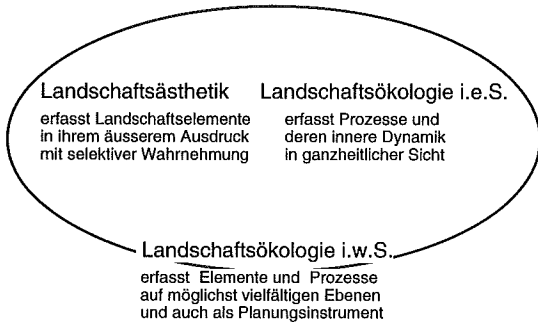 Landschaftsästhetik
erfasst Landschaftselemente
in ihrem äusserem Ausdruck
mit selektiver Wahrnehmung
Landschaftsökologie i.e.S.
erfasst Prozesse und
deren innere Dynamik
in ganzheitlicher Sicht
Landschaftsökologie i.w.S.
erfasst Elemente und Prozesse
auf möglichst vielfältigen Ebenen
und auch als Planungsinstrument